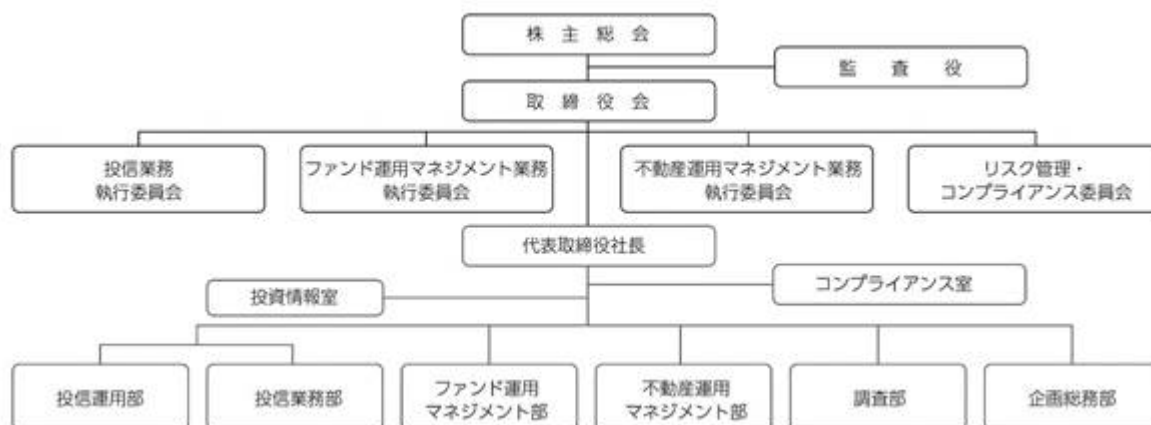 株主総会
監査役
取締役会
投信業務
執行委員会
ファンド運用マネジメント業務
執行委員会
不動産運用マネジメント業務
執行委員会
リスク管理・
コンプライアンス委員会
代表取締役社長
投資情報室
コンプライアンス室
投信運用部
投信業務部
ファンド運用
マネジメント部
不動産運用
マネジメント部
調査部
企画総務部